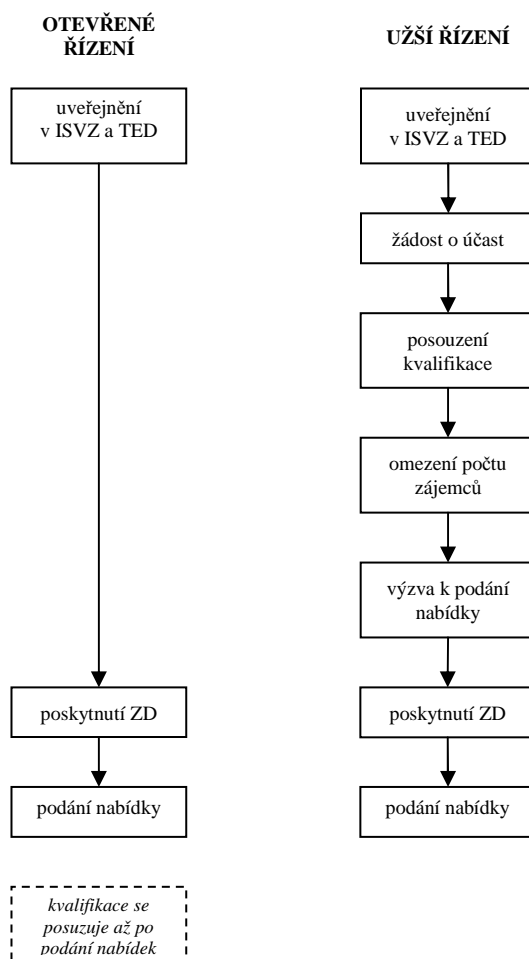 OTEVŘENÉ
ŘÍZENÍ
uveřejnění
v ISVZ a TED
poskytnutí ZD
podání nabídky
kvalifikace se
posuzuje až po
podání nabídek
UŽŠÍ ŘÍZENÍ
uveřejnění
v ISVZ a TED
žádost o účast
posouzení
kvalifikace
omezení počtu
zájemců
výzva k podání
nabídky
poskytnutí ZD
podání nabídky